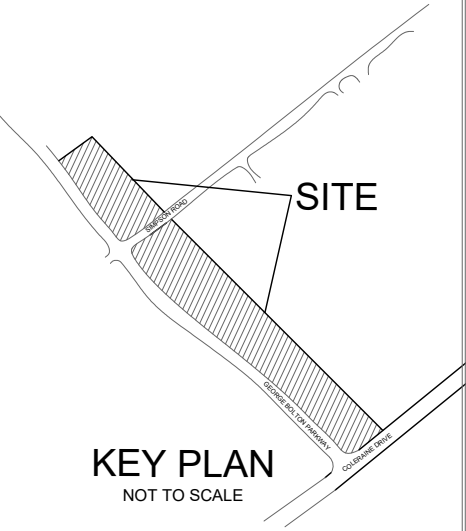 SITE
SIMPSON ROAD
GEORGE BOLTON PARKWAY
COLERAINE DRIVE
KEY PLAN
NOT TO SCALE